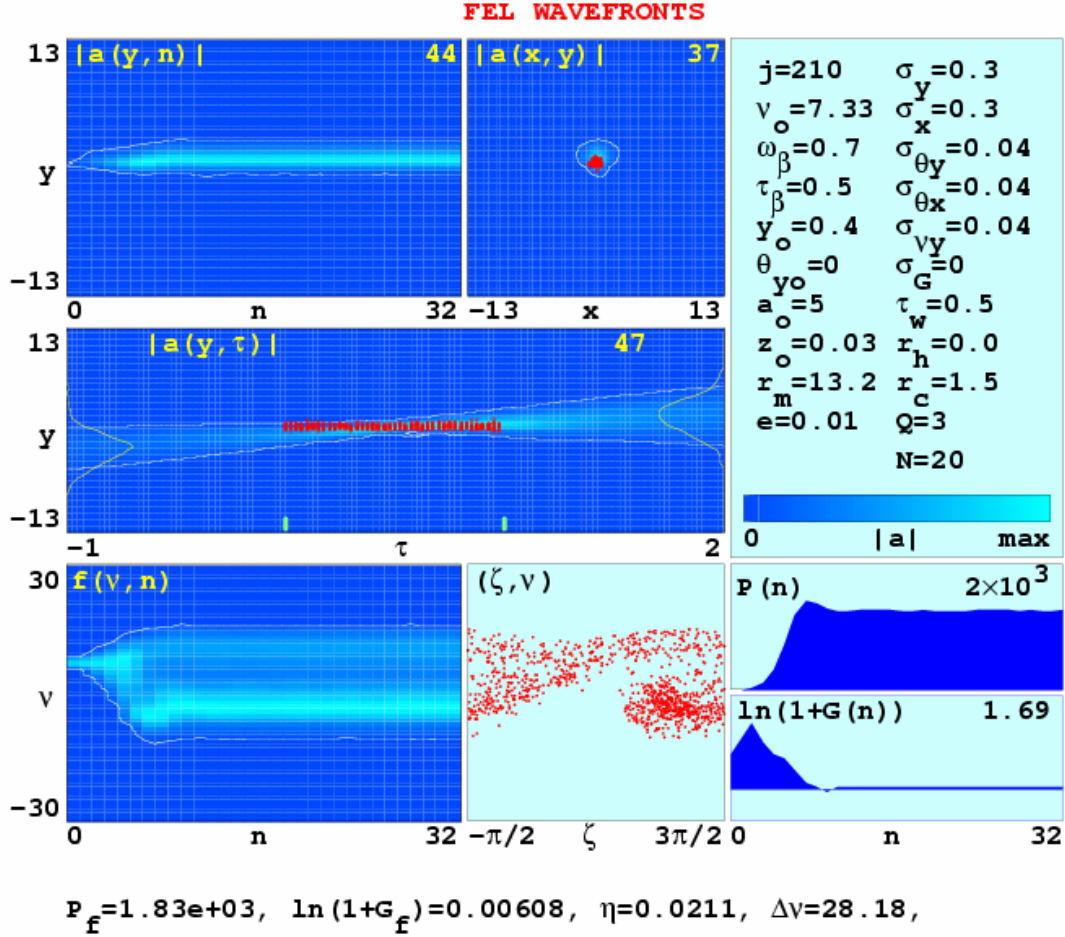 FEL WAVEFRONTS
13 |a(y,n)| 44 |a(x,y)| 37
y
-13
0 n 32 -13 x 13
j=210 σy=0.3
νo=7.33 σx=0.3
ωβ=0.7 σθy=0.04
τβ=0.5 σθx=0.04
yo=0.4 σνy=0.04
θyo=0 σG=0
ao=5 τw=0.5
zo=0.03 rh=0.0
rm=13.2 rc=1.5
e=0.01 Q=3
N=20
0 |a| max
13 |a(y,τ)| 47
y
-13
-1 τ 2
30 f(ν,n) (ζ,ν)
ν
-30
0 n 32 -π/2 ζ 3π/2
P(n) 2×10³
ln(1+G(n)) 1.69
0 n 32
Pf=1.83e+03, ln(1+Gf)=0.00608, η=0.0211, Δν=28.18,